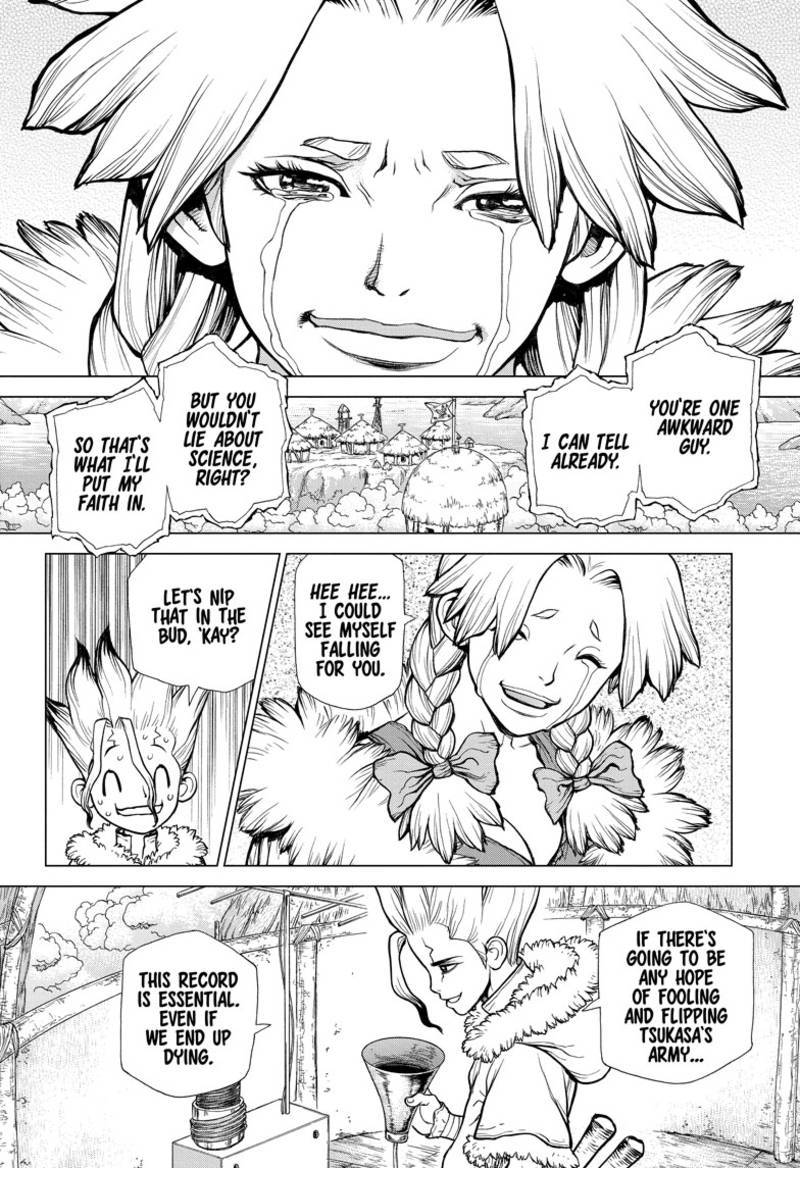 YOU'RE ONE
AWKWARD
GUY.
I CAN TELL
ALREADY.
BUT YOU
WOULDN'T
LIE ABOUT
SCIENCE,
RIGHT?
SO THAT'S
WHAT I'LL
PUT MY
FAITH IN.
HEE HEE...
I COULD
SEE MYSELF
FALLING
FOR YOU.
LET'S NIP
THAT IN THE
BUD, 'KAY?
IF THERE'S
GOING TO BE
ANY HOPE
OF FOOLING
AND FLIPPING
TSUKASA'S
ARMY...
THIS RECORD
IS ESSENTIAL.
EVEN IF
WE END UP
DYING.